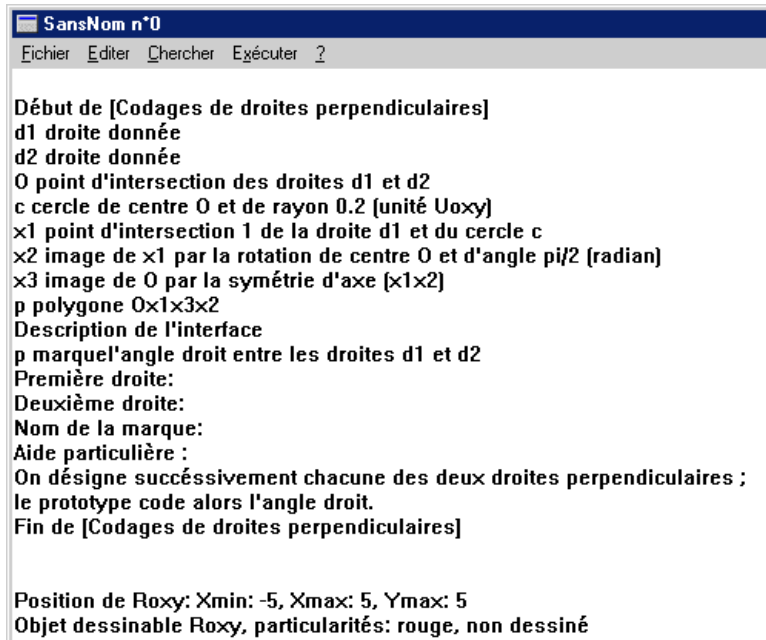 SansNom n°0
Fichier Editer Chercher Exécuter ?
Début de [Codages de droites perpendiculaires]
d1 droite donnée
d2 droite donnée
O point d'intersection des droites d1 et d2
c cercle de centre O et de rayon 0.2 (unité Uoxy)
x1 point d'intersection 1 de la droite d1 et du cercle c
x2 image de x1 par la rotation de centre O et d'angle pi/2 (radian)
x3 image de O par la symétrie d'axe (x1x2)
p polygone Ox1x3x2
Description de l'interface
p marquel'angle droit entre les droites d1 et d2
Première droite:
Deuxième droite:
Nom de la marque:
Aide particulière :
On désigne succéssivement chacune des deux droites perpendiculaires ;
le prototype code alors l'angle droit.
Fin de [Codages de droites perpendiculaires]
Position de Roxy: Xmin: -5, Xmax: 5, Ymax: 5
Objet dessinable Roxy, particularités: rouge, non dessiné